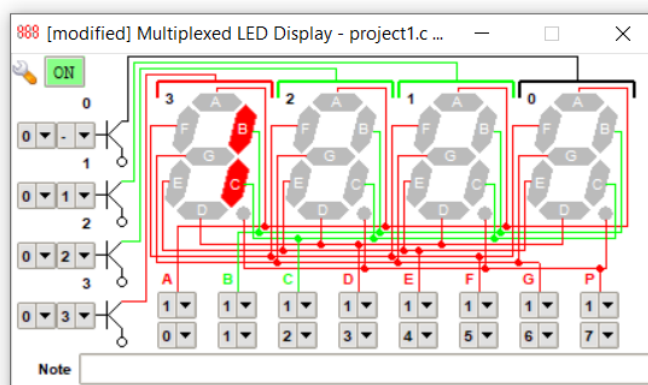 888 [modified] Multiplexed LED Display - project1.c ...
ON
0
0 -
1
0 1
2
0 2
3
0 3
3 2 1 0
A A A A
F B F B F B F B
G G G G
E C E C E C E C
D D D D
A B C D E F G P
1 1 1 1 1 1 1 1
0 1 2 3 4 5 6 7
Note